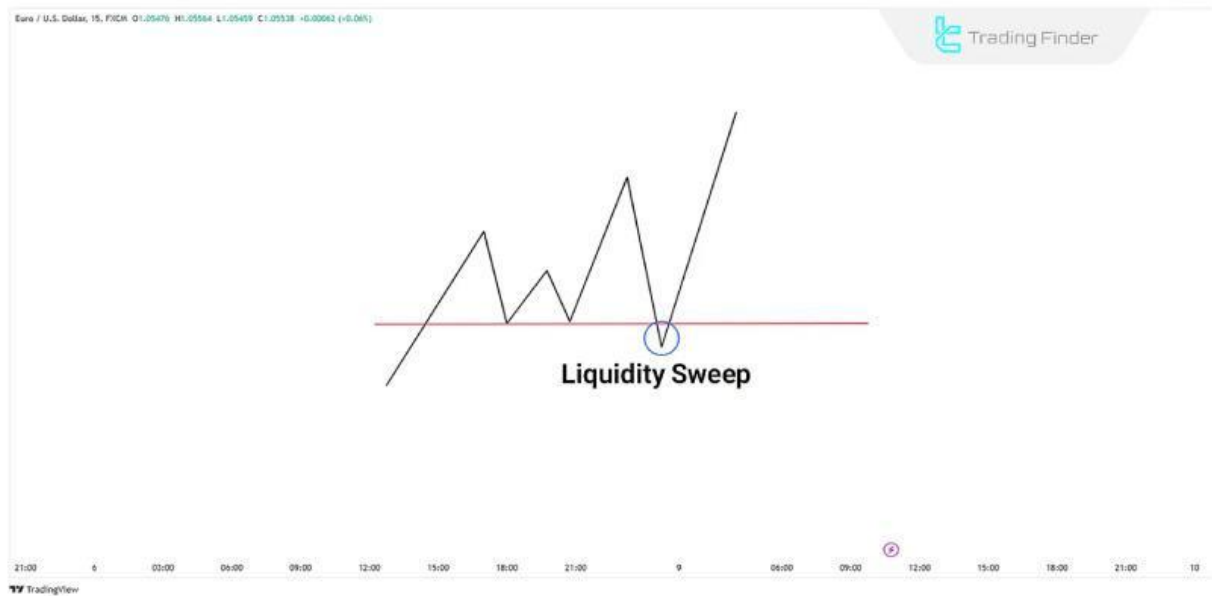 Euro / U.S. Dollar, 15, FXCM O1.05476 H1.05564 L1.05459 C1.05538 +0.00062 (+0.06%)
Trading Finder
Liquidity Sweep
21:00 6 03:00 06:00 09:00 12:00 15:00 18:00 21:00 9 06:00 09:00 12:00 15:00 18:00 21:00 10
TradingView